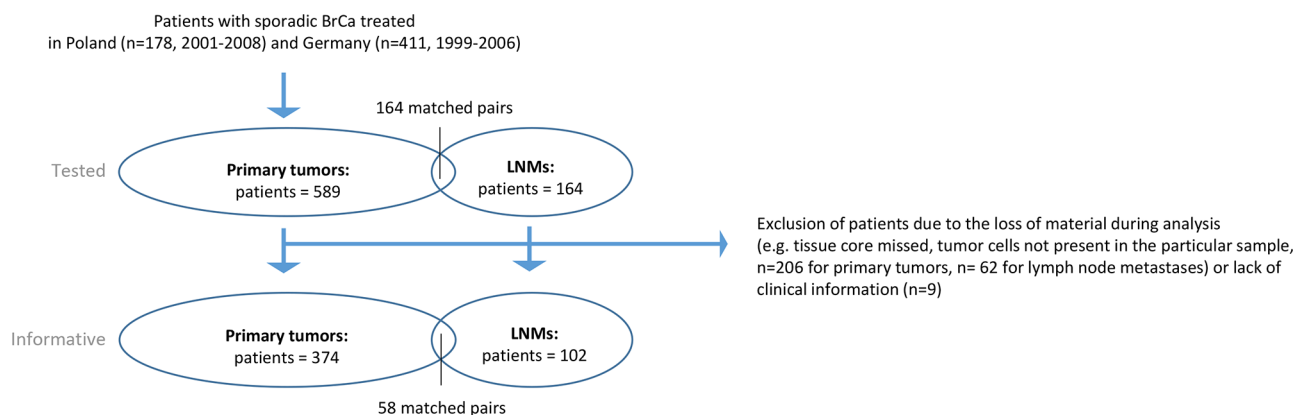 Patients with sporadic BrCa treated
in Poland (n=178, 2001-2008) and Germany (n=411, 1999-2006)
164 matched pairs
Tested
Primary tumors:
patients = 589
LNMs:
patients = 164
Exclusion of patients due to the loss of material during analysis
(e.g. tissue core missed, tumor cells not present in the particular sample,
n=206 for primary tumors, n= 62 for lymph node metastases) or lack of
clinical information (n=9)
Informative
Primary tumors:
patients = 374
LNMs:
patients = 102
58 matched pairs